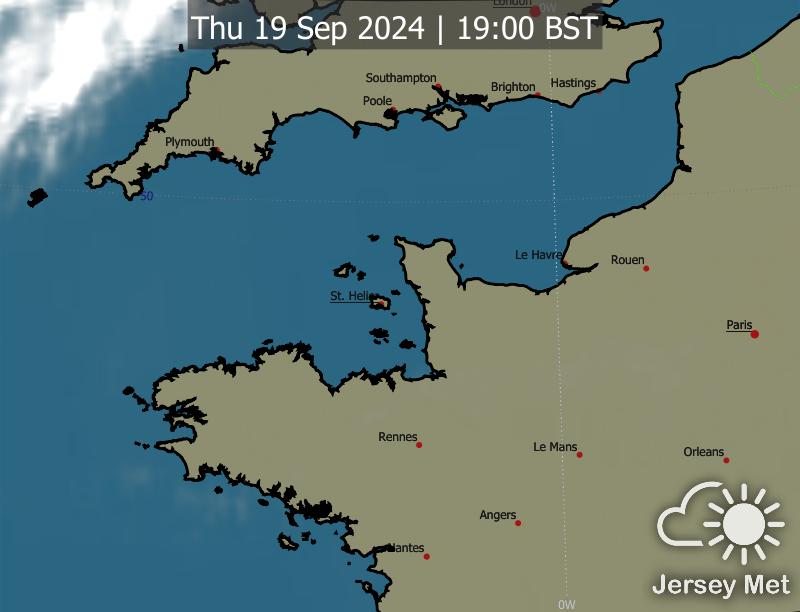 London
0W
Thu 19 Sep 2024 | 19:00 BST
Southampton
Brighton
Hastings
Poole
Plymouth
50
Le Havre
Rouen
St. Helier
Paris
Rennes
Le Mans
Orleans
Angers
Nantes
Jersey Met
0W